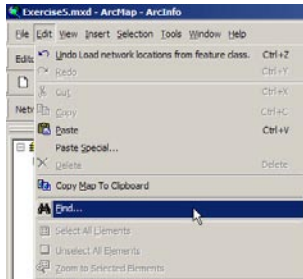 Exercise5.mxd - ArcMap - ArcInfo
File Edit View Insert Selection Tools Window Help
Undo Load network locations from feature class. Ctrl+Z
Redo Ctrl+Y
Cut Ctrl+X
Copy Ctrl+C
Paste Ctrl+V
Paste Special...
Delete Delete
Copy Map To Clipboard
Find...
Select All Elements
Unselect All Elements
Zoom to Selected Elements